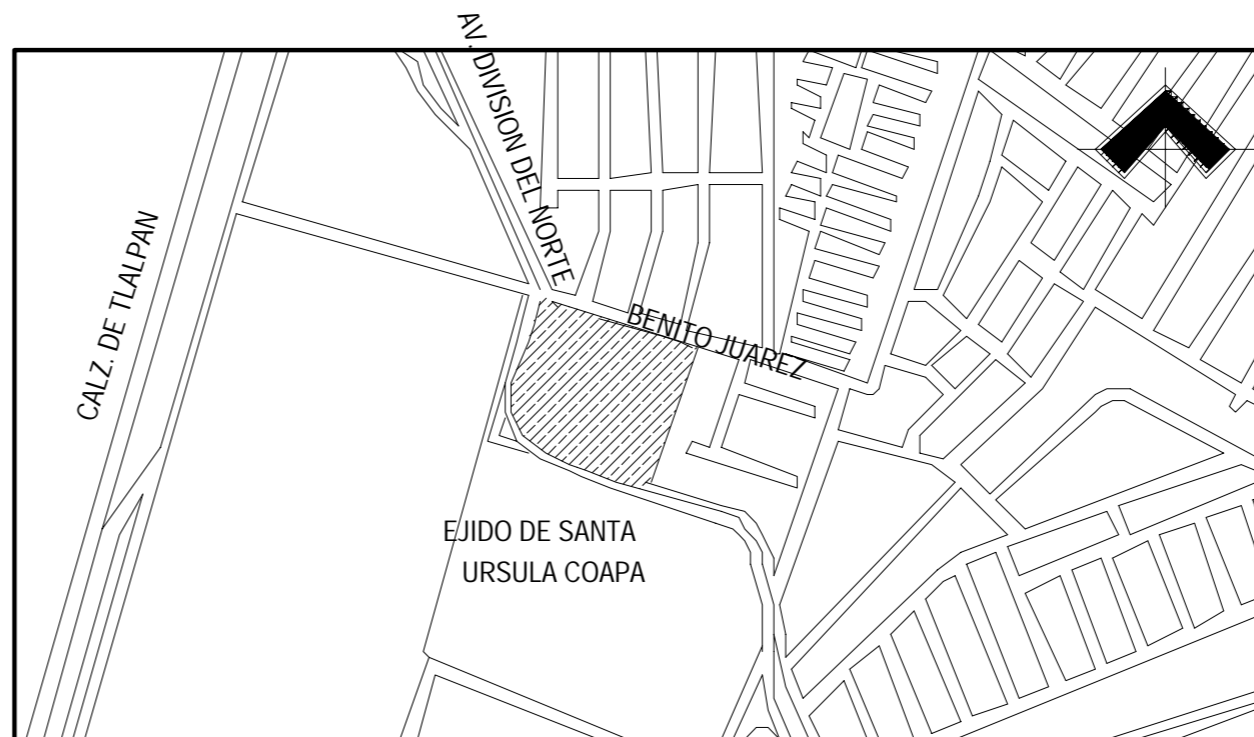 AV. DIVISION DEL NORTE
CALZ. DE TLALPAN
BENITO JUAREZ
EJIDO DE SANTA
URSULA COAPA